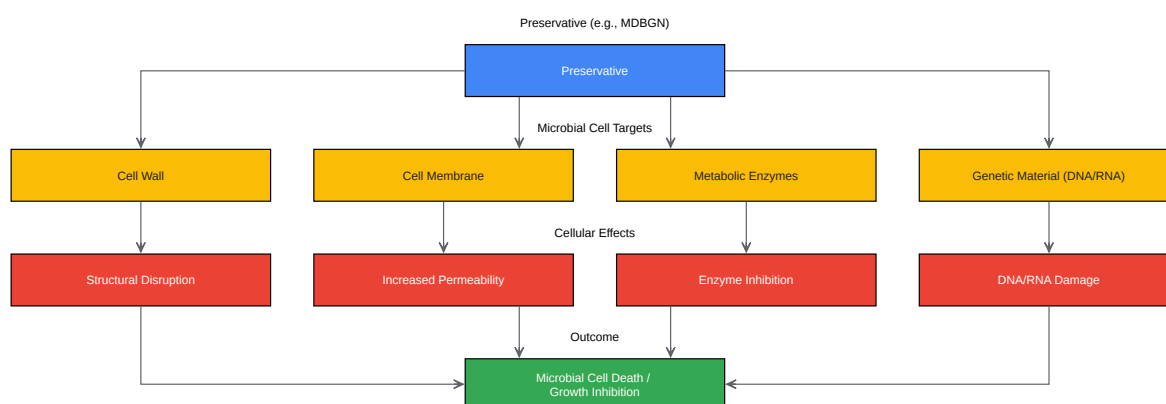 Preservative (e.g., MDBGN)
Preservative
Microbial Cell Targets
Cell Wall
Cell Membrane
Metabolic Enzymes
Genetic Material (DNA/RNA)
Cellular Effects
Structural Disruption
Increased Permeability
Enzyme Inhibition
DNA/RNA Damage
Outcome
Microbial Cell Death /
Growth Inhibition